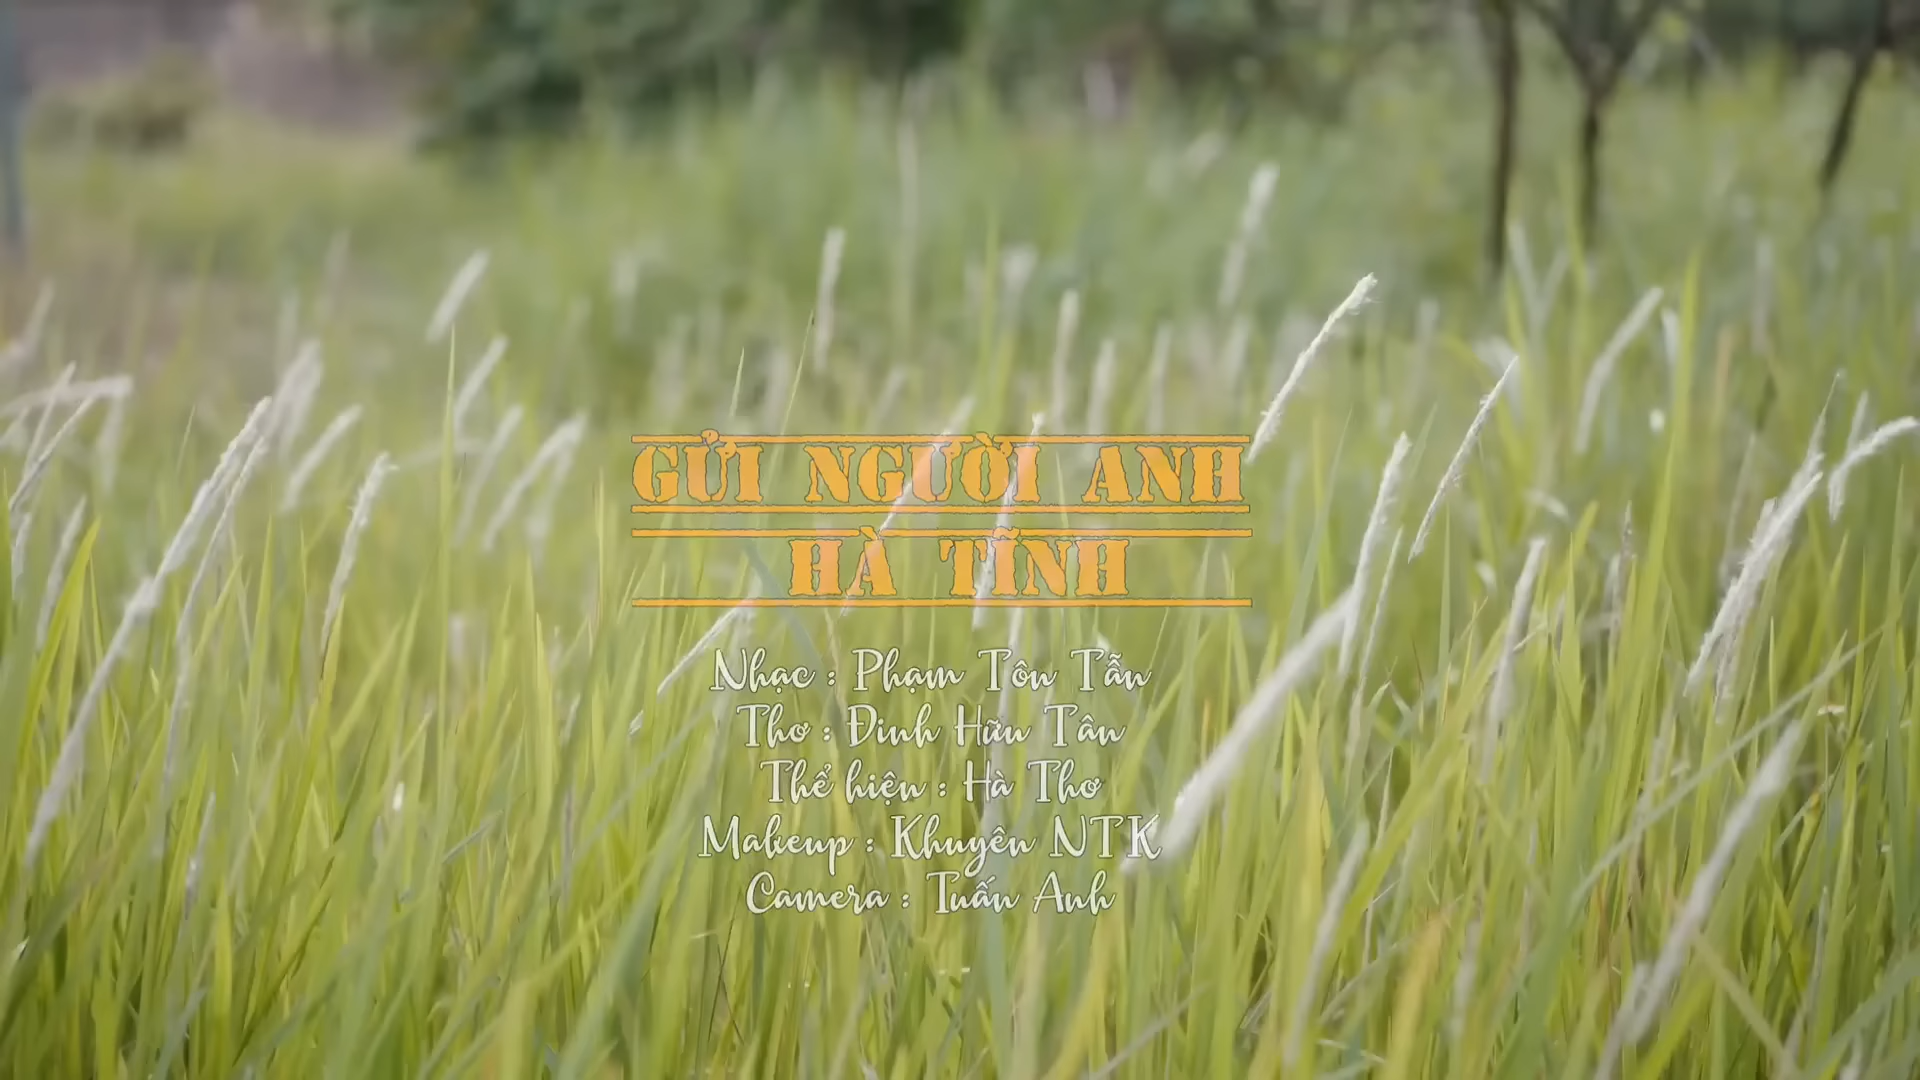 GỬI NGƯỜI ANH
HÀ TĨNH
Nhạc : Phạm Tôn Tẫn
Thơ : Đinh Hữu Tân
Thể hiện : Hà Thơ
Makeup : Khuyên NTK
Camera : Tuấn Anh